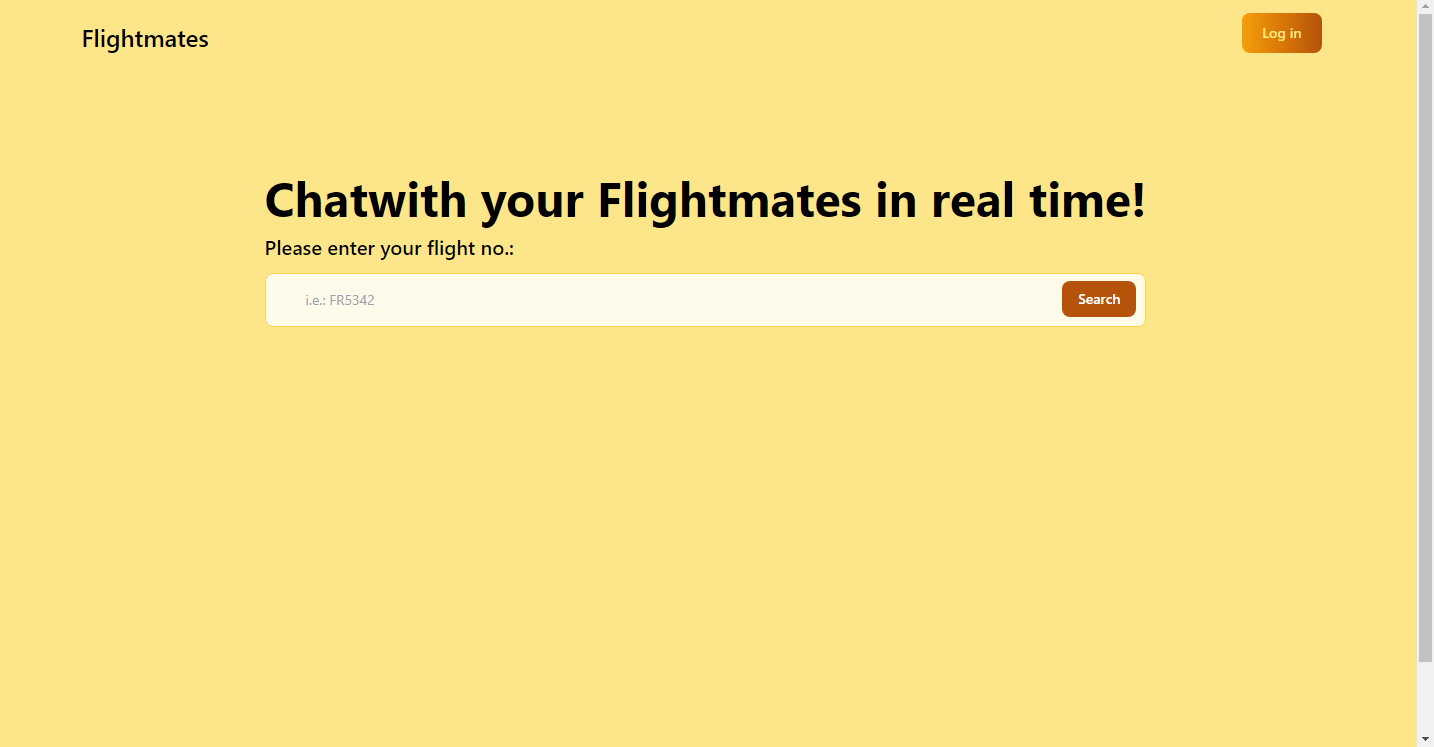 Flightmates
Log in
Chatwith your Flightmates in real time!
Please enter your flight no.:
i.e.: FR5342
Search